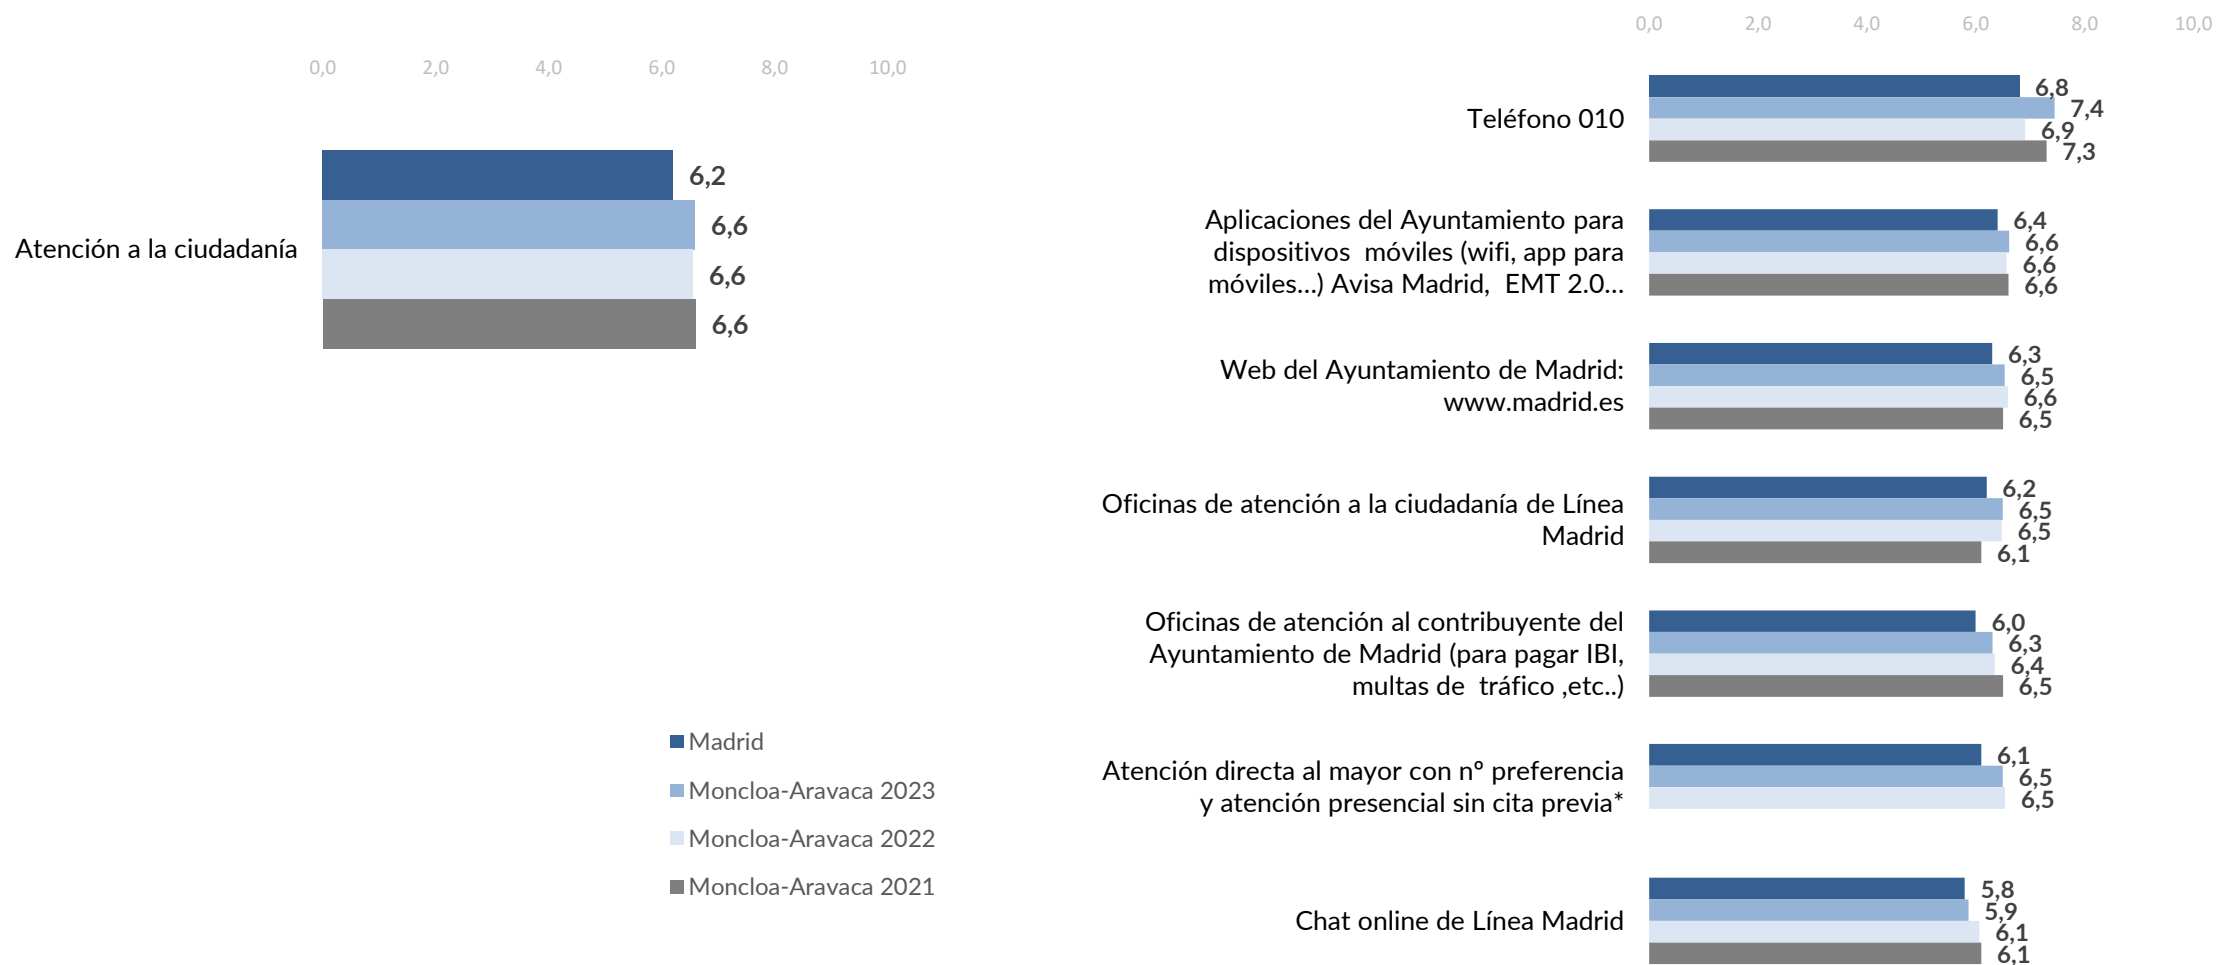 0,0 2,0 4,0 6,0 8,0 10,0
Atención a la ciudadanía
6,2
6,6
6,6
6,6
Madrid
Moncloa-Aravaca 2023
Moncloa-Aravaca 2022
Moncloa-Aravaca 2021
0,0 2,0 4,0 6,0 8,0 10,0
Teléfono 010
6,8
7,4
6,9
7,3
Aplicaciones del Ayuntamiento para
dispositivos  móviles (wifi, app para
móviles...) Avisa Madrid,  EMT 2.0...
6,4
6,6
6,6
6,6
Web del Ayuntamiento de Madrid:
www.madrid.es
6,3
6,5
6,6
6,5
Oficinas de atención a la ciudadanía de Línea
Madrid
6,2
6,5
6,5
6,1
Oficinas de atención al contribuyente del
Ayuntamiento de Madrid (para pagar IBI,
multas de  tráfico ,etc..)
6,0
6,3
6,4
6,5
Atención directa al mayor con nº preferencia
y atención presencial sin cita previa*
6,1
6,5
6,5
Chat online de Línea Madrid
5,8
5,9
6,1
6,1